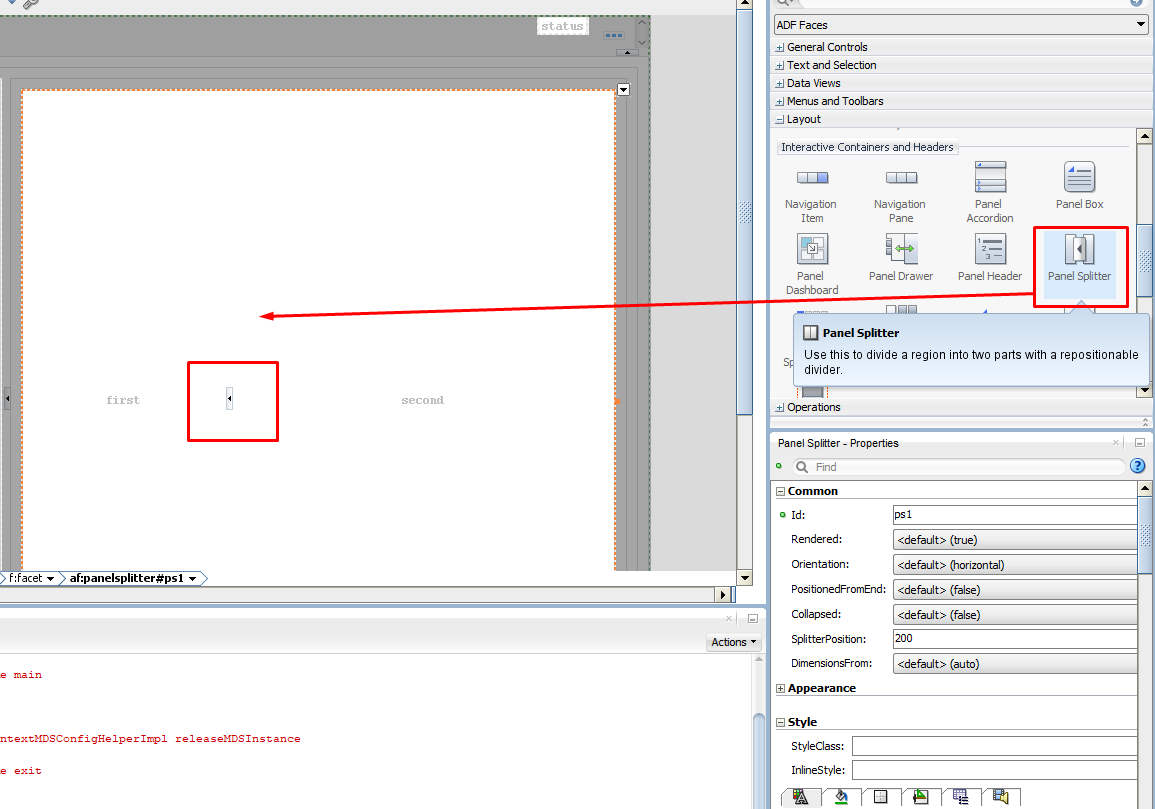 status
first
second
f:facet
af:panelsplitter#ps1
Actions
e main
ntextMDSConfigHelperImpl releaseMDSInstance
e exit
ADF Faces
General Controls
Text and Selection
Data Views
Menus and Toolbars
Layout
Interactive Containers and Headers
Navigation Item
Navigation Pane
Panel Accordion
Panel Box
Panel Dashboard
Panel Drawer
Panel Header
Panel Splitter
Sp
Panel Splitter
Use this to divide a region into two parts with a repositionable
divider.
Operations
Panel Splitter - Properties
Find
Common
Id: ps1
Rendered: <default> (true)
Orientation: <default> (horizontal)
PositionedFromEnd: <default> (false)
Collapsed: <default> (false)
SplitterPosition: 200
DimensionsFrom: <default> (auto)
Appearance
Style
StyleClass:
InlineStyle: